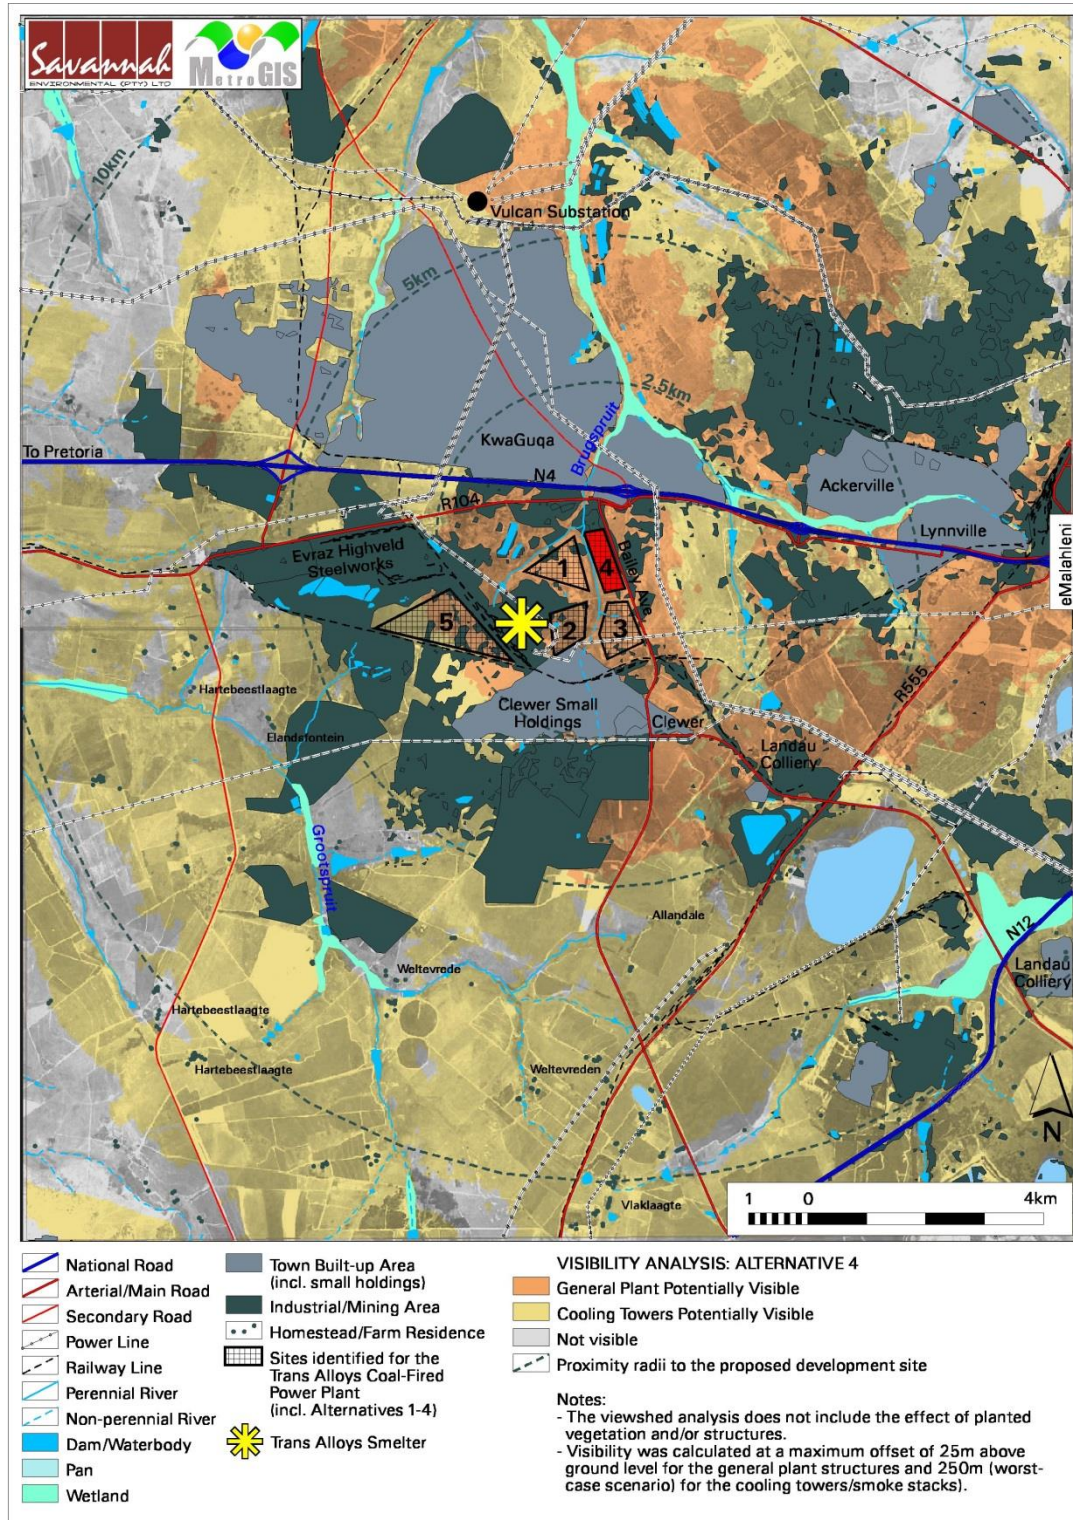 Savannah
ENVIRONMENTAL (PTY) LTD
MetroGIS
10km
Vulcan Substation
5km
2.5km
KwaGuqa
Brugspruit
To Pretoria
N4
Ackerville
R104
Lynnville
eMalahleni
Evraz Highveld
Steelworks
Bailey Ave
1
4
5
2
3
R555
Hartebeestlaagte
Clewer Small
Holdings
Clewer
Elandsfontein
Landau
Colliery
Grootspruit
Allandale
N12
Weltevrede
Landau
Colliery
Hartebeestlaagte
Hartebeestlaagte
Weltevreden
N
Vlaklaagte
1 0 4km
National Road
Arterial/Main Road
Secondary Road
Power Line
Railway Line
Perennial River
Non-perennial River
Dam/Waterbody
Pan
Wetland
Town Built-up Area
(incl. small holdings)
Industrial/Mining Area
Homestead/Farm Residence
Sites identified for the
Trans Alloys Coal-Fired
Power Plant
(incl. Alternatives 1-4)
Trans Alloys Smelter
VISIBILITY ANALYSIS: ALTERNATIVE 4
General Plant Potentially Visible
Cooling Towers Potentially Visible
Not visible
Proximity radii to the proposed development site
Notes:
- The viewshed analysis does not include the effect of planted
vegetation and/or structures.
- Visibility was calculated at a maximum offset of 25m above
ground level for the general plant structures and 250m (worst-
case scenario) for the cooling towers/smoke stacks).